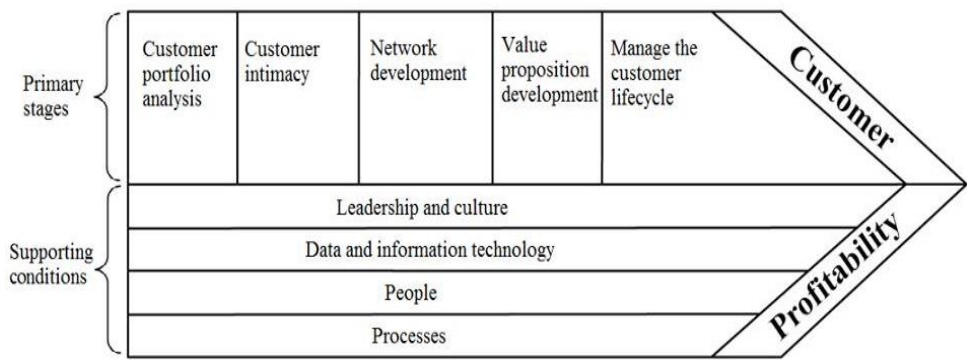 Primary
stages
Customer
portfolio
analysis
Customer
intimacy
Network
development
Value
proposition
development
Manage the
customer
lifecycle
Customer
Supporting
conditions
Leadership and culture
Data and information technology
People
Processes
Profitability